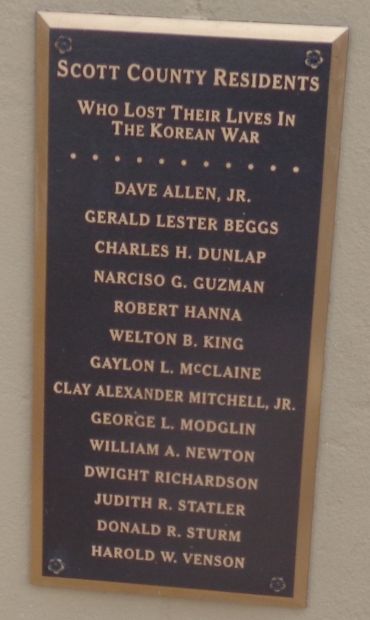 SCOTT COUNTY RESIDENTS
WHO LOST THEIR LIVES IN
THE KOREAN WAR
DAVE ALLEN, JR.
GERALD LESTER BEGGS
CHARLES H. DUNLAP
NARCISO G. GUZMAN
ROBERT HANNA
WELTON B. KING
GAYLON L. McCLAINE
CLAY ALEXANDER MITCHELL, JR.
GEORGE L. MODGLIN
WILLIAM A. NEWTON
DWIGHT RICHARDSON
JUDITH R. STATLER
DONALD R. STURM
HAROLD W. VENSON